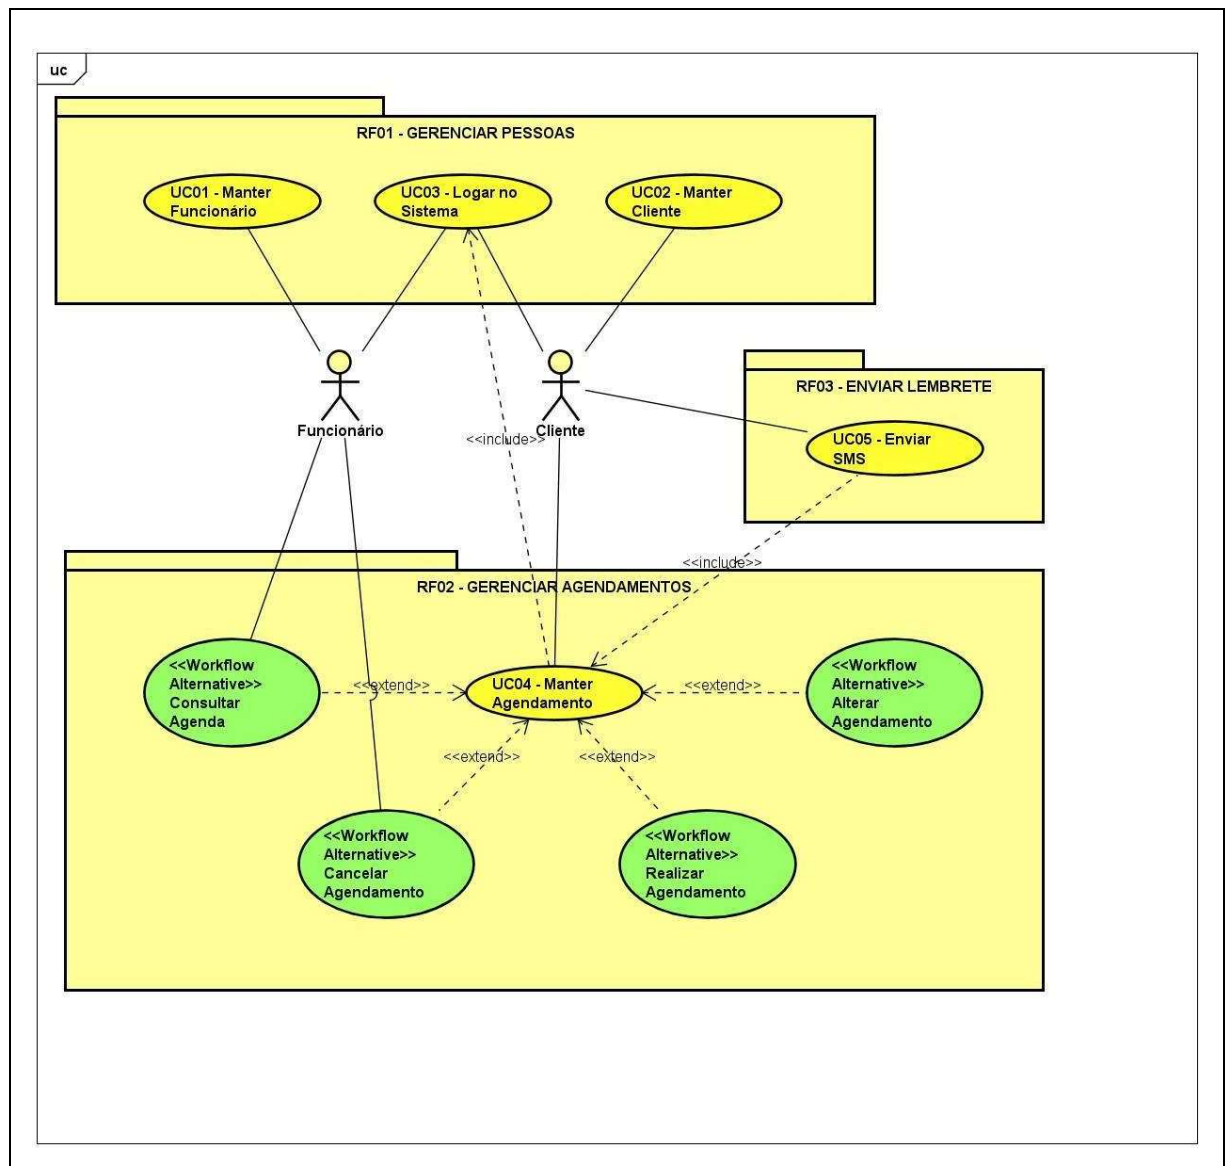 uc
RF01 - GERENCIAR PESSOAS
UC01 - Manter
Funcionário
UC03 - Logar no
Sistema
UC02 - Manter
Cliente
Funcionário
Cliente
<<include>>
RF03 - ENVIAR LEMBRETE
UC05 - Enviar
SMS
<<include>>
RF02 - GERENCIAR AGENDAMENTOS
<<Workflow
Alternative>>
Consultar
Agenda
<<extend>>
UC04 - Manter
Agendamento
<<extend>>
<<Workflow
Alternative>>
Alterar
Agendamento
<<extend>>
<<extend>>
<<Workflow
Alternative>>
Cancelar
Agendamento
<<Workflow
Alternative>>
Realizar
Agendamento